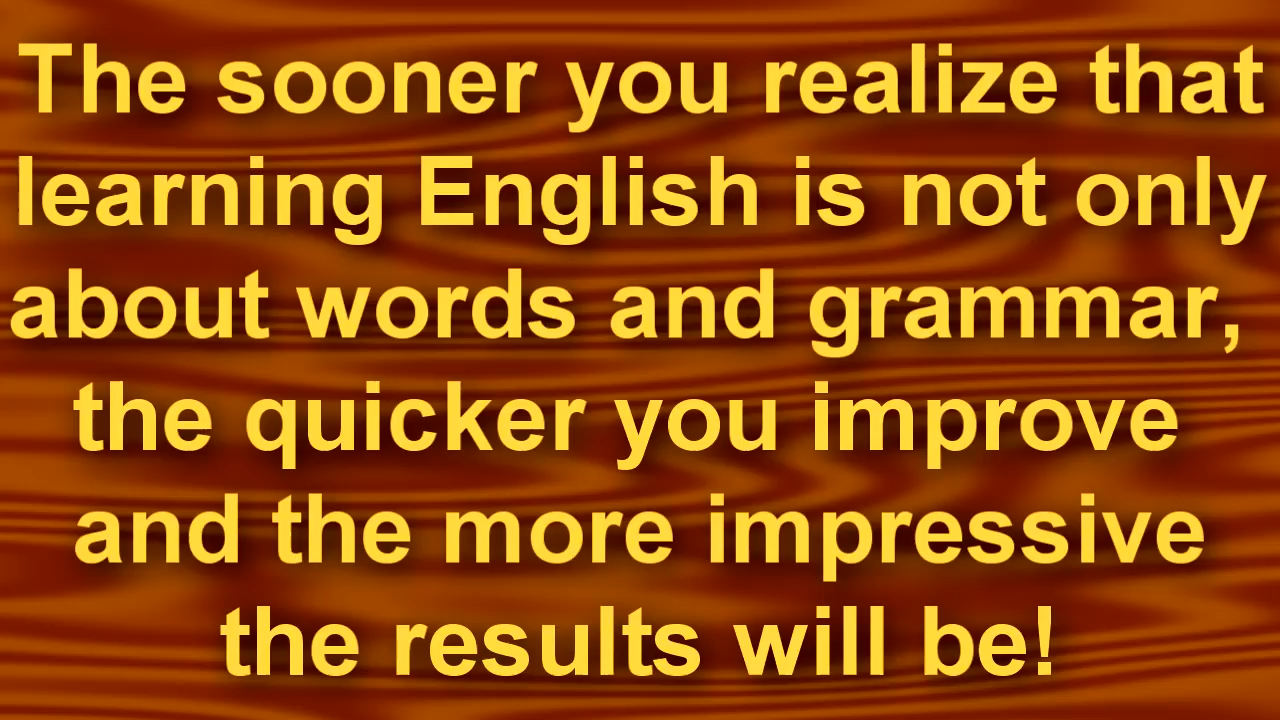 The sooner you realize that
learning English is not only
about words and grammar,
the quicker you improve
and the more impressive
the results will be!